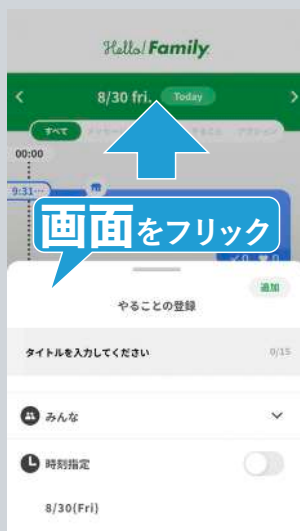 Hello! Family.
< 8/30 fri. Today >
すべて
00:00
9:31…
画面をフリック
✓0 ♥0
追加
やることの登録
タイトルを入力してください 0/15
みんな
時刻指定
8/30(Fri)